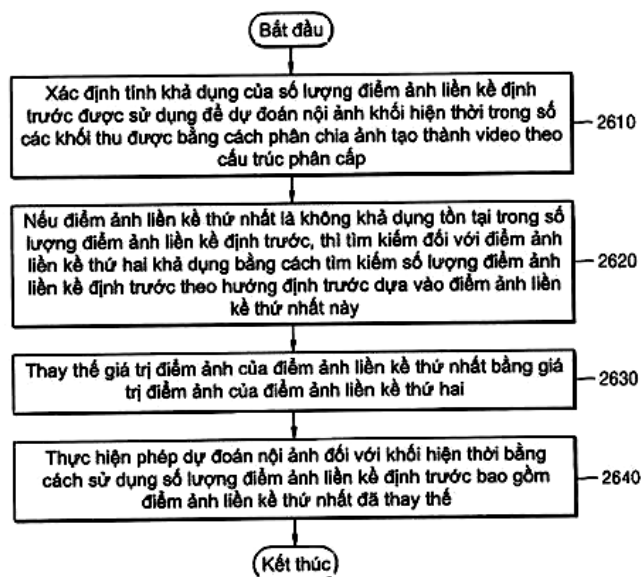 Bắt đầu
Xác định tính khả dụng của số lượng điểm ảnh liền kề định
trước được sử dụng để dự đoán nội ảnh khối hiện thời trong số
các khối thu được bằng cách phân chia ảnh tạo thành video theo
cấu trúc phân cấp
2610
Nếu điểm ảnh liền kề thứ nhất là không khả dụng tồn tại trong số
lượng điểm ảnh liền kề định trước, thì tìm kiếm đối với điểm ảnh
liền kề thứ hai khả dụng bằng cách tìm kiếm số lượng điểm ảnh
liền kề định trước theo hướng định trước dựa vào điểm ảnh liền
kề thứ nhất này
2620
Thay thế giá trị điểm ảnh của điểm ảnh liền kề thứ nhất bằng giá
trị điểm ảnh của điểm ảnh liền kề thứ hai
2630
Thực hiện phép dự đoán nội ảnh đối với khối hiện thời bằng
cách sử dụng số lượng điểm ảnh liền kề định trước bao gồm
điểm ảnh liền kề thứ nhất đã thay thế
2640
Kết thúc